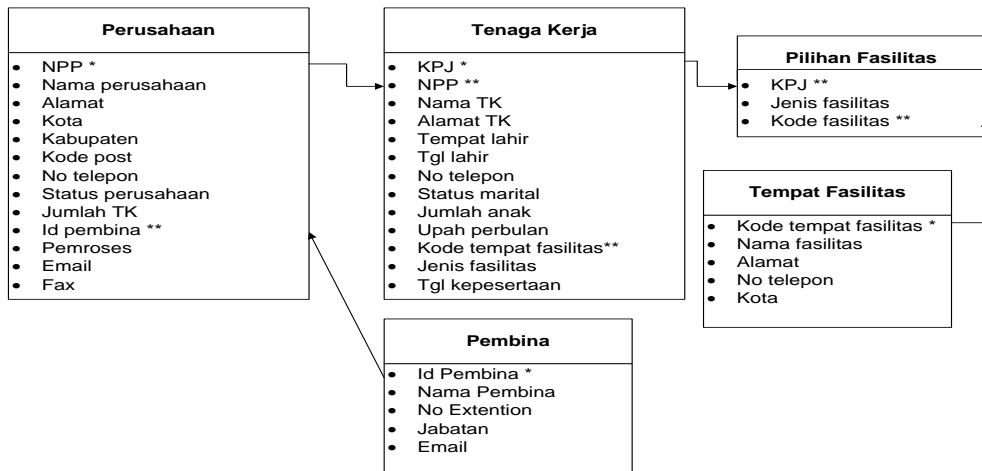 Perusahaan
NPP *
Nama perusahaan
Alamat
Kota
Kabupaten
Kode post
No telepon
Status perusahaan
Jumlah TK
Id pembina **
Pemroses
Email
Fax
Tenaga Kerja
KPJ *
NPP **
Nama TK
Alamat TK
Tempat lahir
Tgl lahir
No telepon
Status marital
Jumlah anak
Upah perbulan
Kode tempat fasilitas**
Jenis fasilitas
Tgl kepesertaan
Pilihan Fasilitas
KPJ **
Jenis fasilitas
Kode fasilitas **
Tempat Fasilitas
Kode tempat fasilitas *
Nama fasilitas
Alamat
No telepon
Kota
Pembina
Id Pembina *
Nama Pembina
No Extention
Jabatan
Email